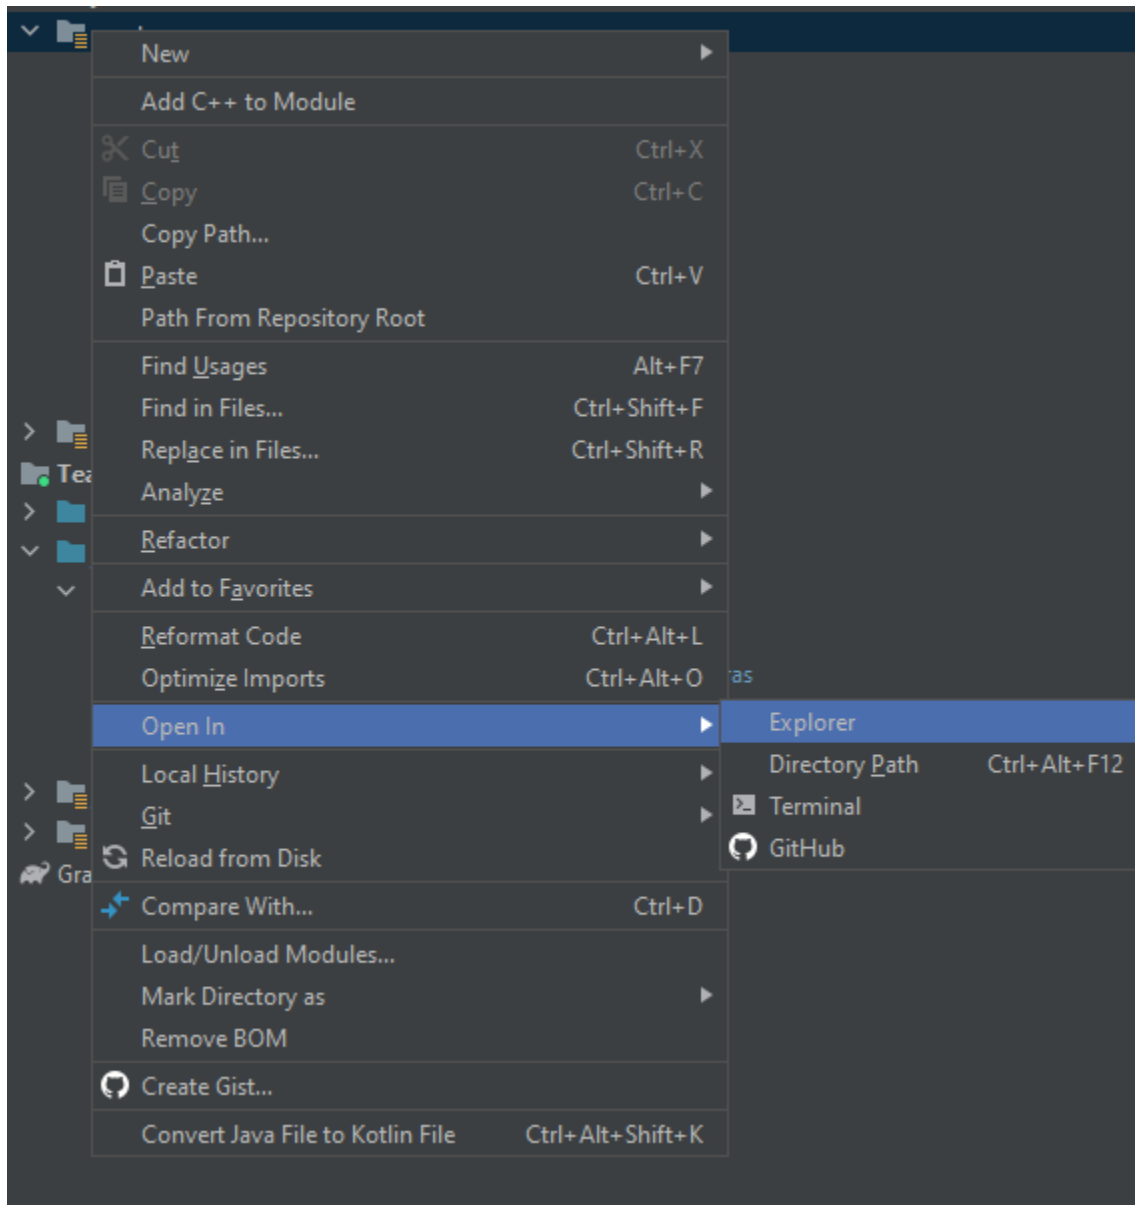 New
Add C++ to Module
Cut Ctrl+X
Copy Ctrl+C
Copy Path...
Paste Ctrl+V
Path From Repository Root
Find Usages Alt+F7
Find in Files... Ctrl+Shift+F
Replace in Files... Ctrl+Shift+R
Analyze
Refactor
Add to Favorites
Reformat Code Ctrl+Alt+L
Optimize Imports Ctrl+Alt+O
Open In
Explorer
Directory Path Ctrl+Alt+F12
Terminal
GitHub
Local History
Git
Reload from Disk
Compare With... Ctrl+D
Load/Unload Modules...
Mark Directory as
Remove BOM
Create Gist...
Convert Java File to Kotlin File Ctrl+Alt+Shift+K